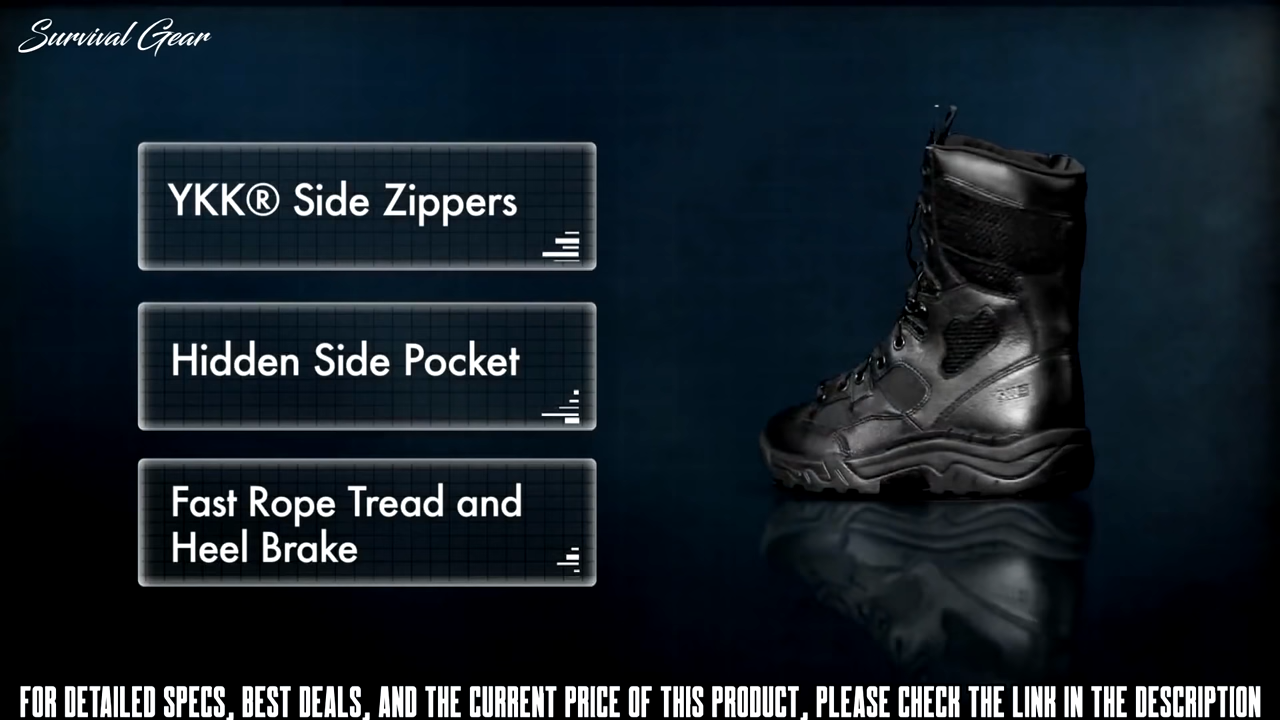 Survival Gear
YKK® Side Zippers
Hidden Side Pocket
Fast Rope Tread and
Heel Brake
FOR DETAILED SPECS, BEST DEALS, AND THE CURRENT PRICE OF THIS PRODUCT, PLEASE CHECK THE LINK IN THE DESCRIPTION